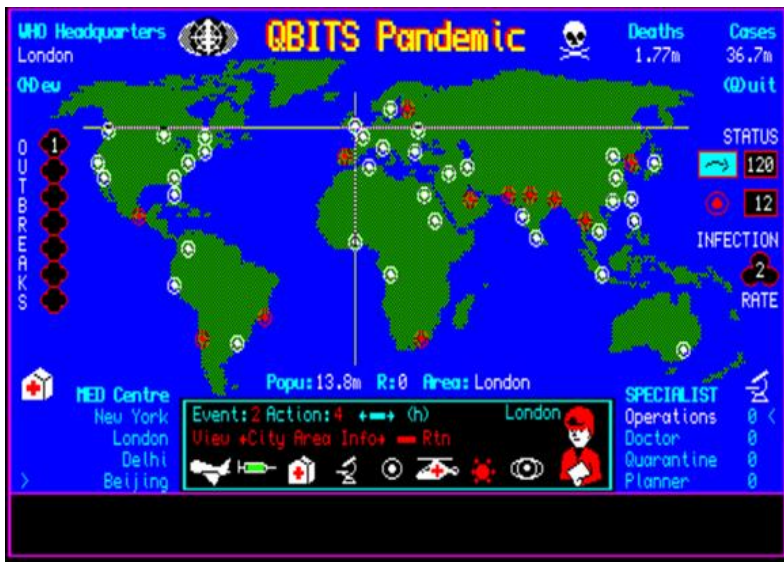 WHO Headquarters
London
QBITS Pandemic
Deaths
1.77m
Cases
36.7m
(N)ew
(Q)uit
OUTBREAKS
1
STATUS
120
12
INFECTION
2
RATE
Popu:13.8m R:0 Area:London
MED Centre
New York
London
Delhi
> Beijing
Event:2 Action:4 (h) London
View City Area Info Rtn
SPECIALIST
Operations 0 <
Doctor 0
Quarantine 0
Planner 0